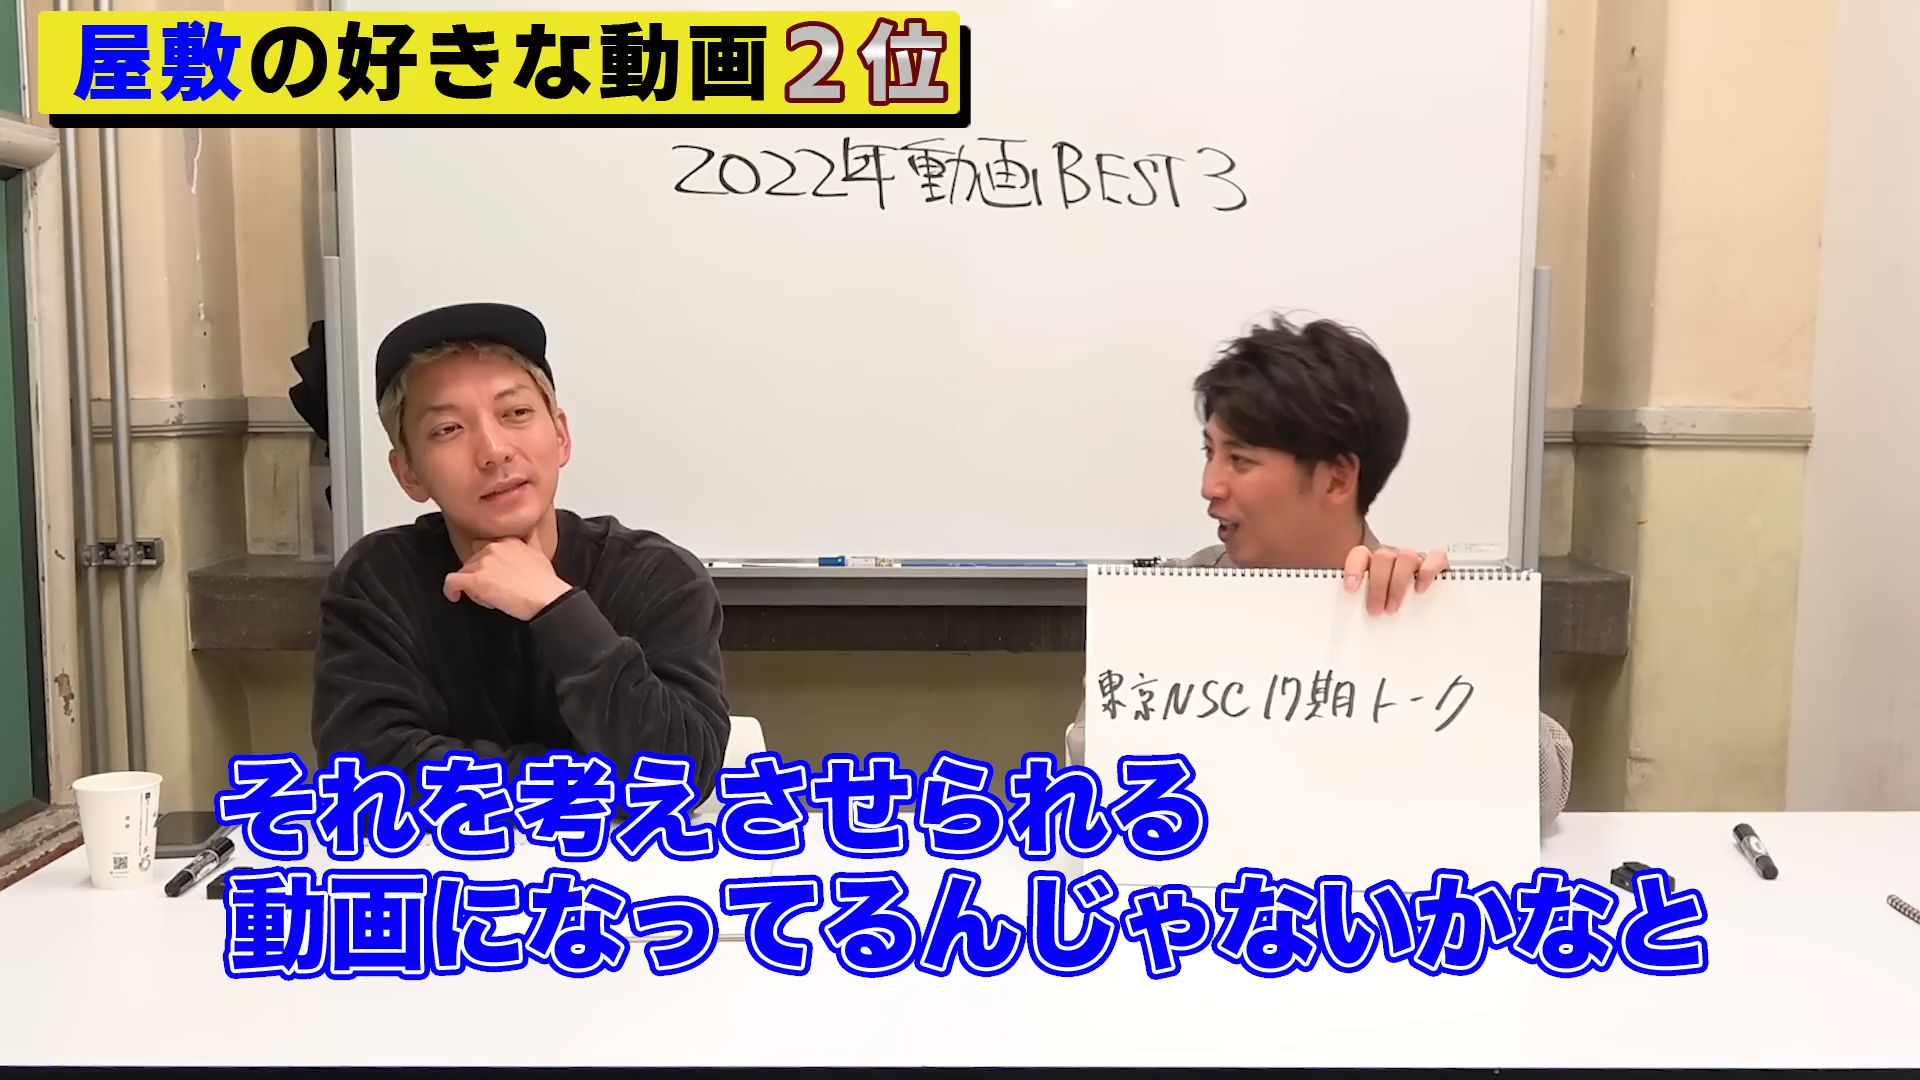 屋敷の好きな動画2位
2022年動画BEST3
東京NSC17期トーク
それを考えさせられる
動画になってるんじゃないかなと